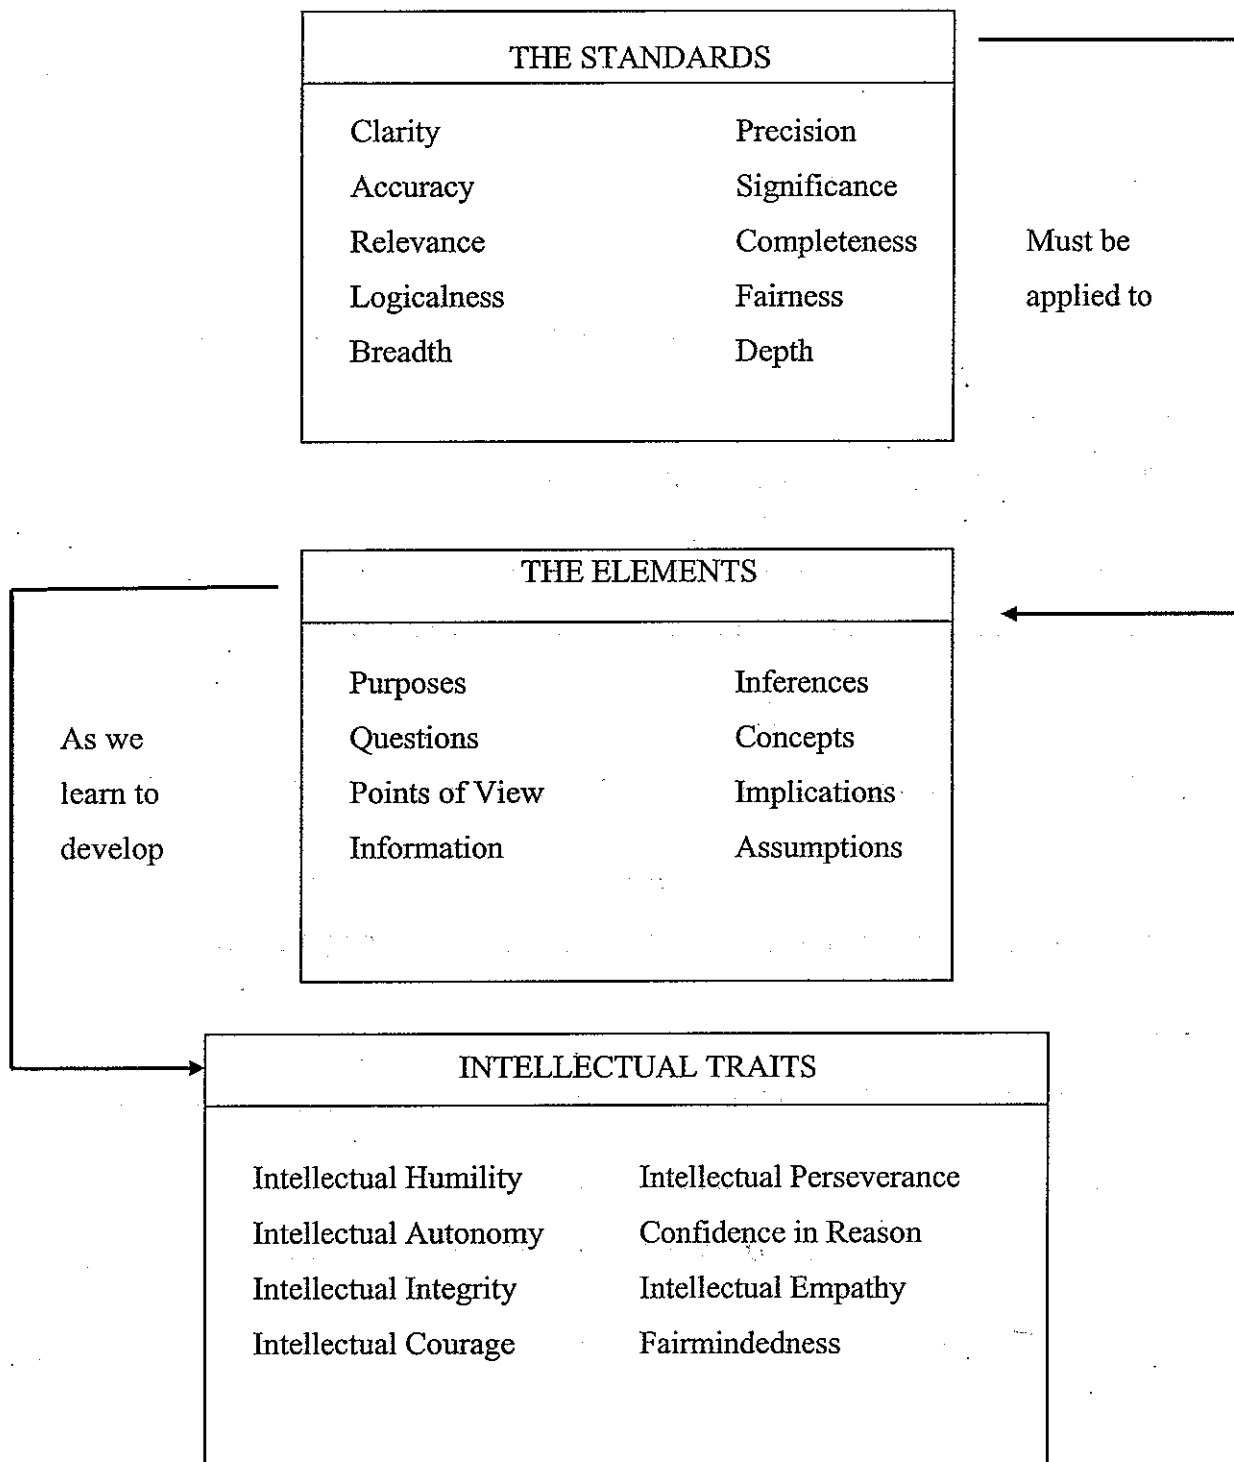 THE STANDARDS
Clarity Precision
Accuracy Significance
Relevance Completeness
Logicalness Fairness
Breadth Depth
Must be
applied to
THE ELEMENTS
Purposes Inferences
Questions Concepts
Points of View Implications
Information Assumptions
As we
learn to
develop
INTELLECTUAL TRAITS
Intellectual Humility Intellectual Perseverance
Intellectual Autonomy Confidence in Reason
Intellectual Integrity Intellectual Empathy
Intellectual Courage Fairmindedness